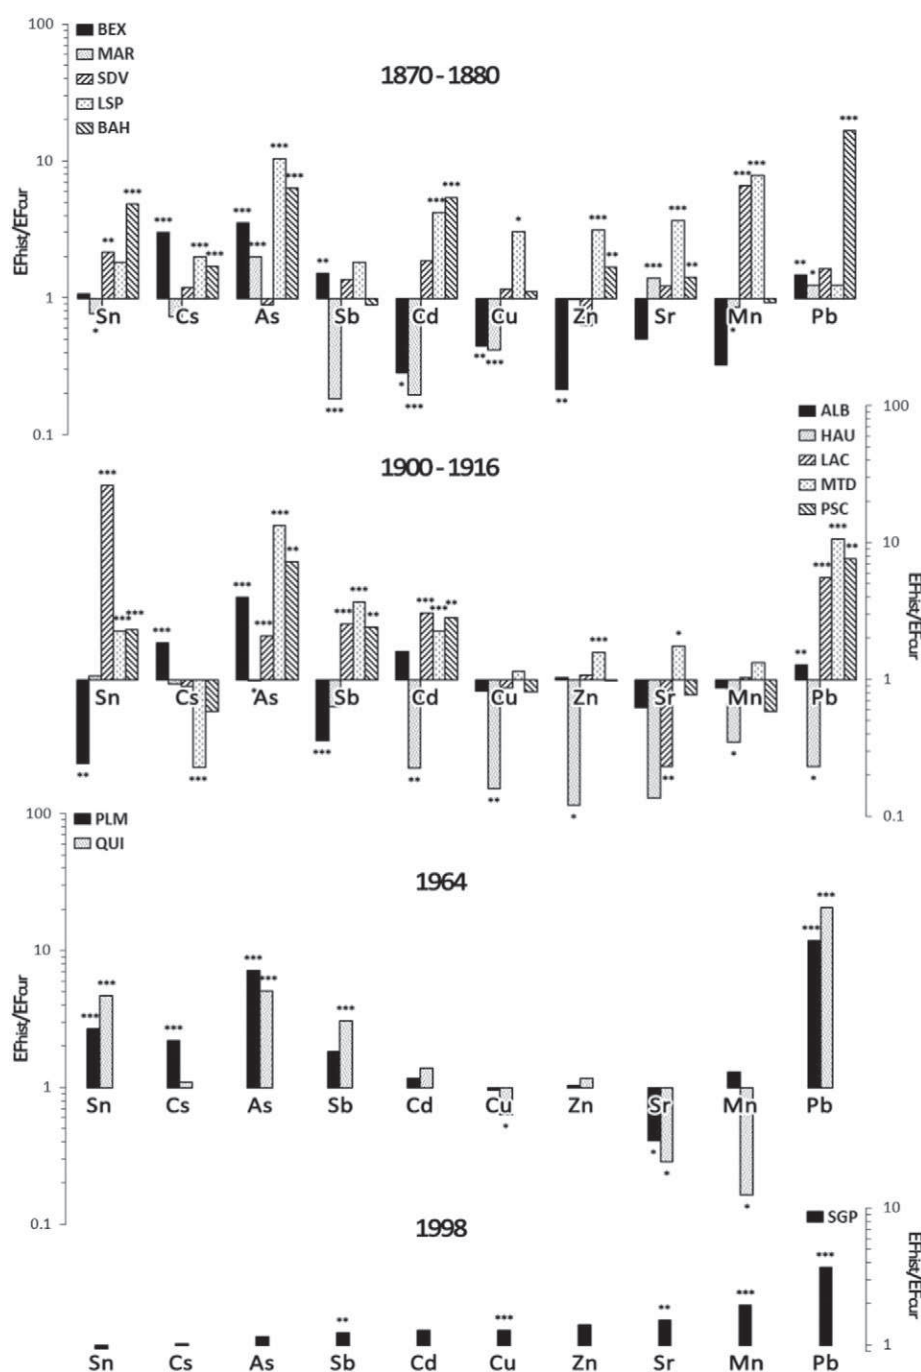 100
BEX
MAR
SDV
LSP
BAH
1870 - 1880
EFhist/EFcur
10
1
0.1
*** ** * *** *** *** *** *** *** *** ** *** *** *** * *** * ** *** *** ** ** *** *** ** *** *** * ** * ***
Sn Cs As Sb Cd Cu Zn Sr Mn Pb
1900 - 1916
ALB
HAU
LAC
MTD
PSC
100
10
1
0.1
EFhist/EFcur
** *** *** *** *** *** *** * *** *** ** *** *** *** ** ** *** *** ** ** *** * * ** * ** * *** *** **
Sn Cs As Sb Cd Cu Zn Sr Mn Pb
100
PLM
QUI
1964
EFhist/EFcur
10
1
0.1
*** *** *** *** *** *** * * * * *** ***
Sn Cs As Sb Cd Cu Zn Sr Mn Pb
1998
SGP
10
1
EFhist/EFcur
** *** ** *** ***
Sn Cs As Sb Cd Cu Zn Sr Mn Pb